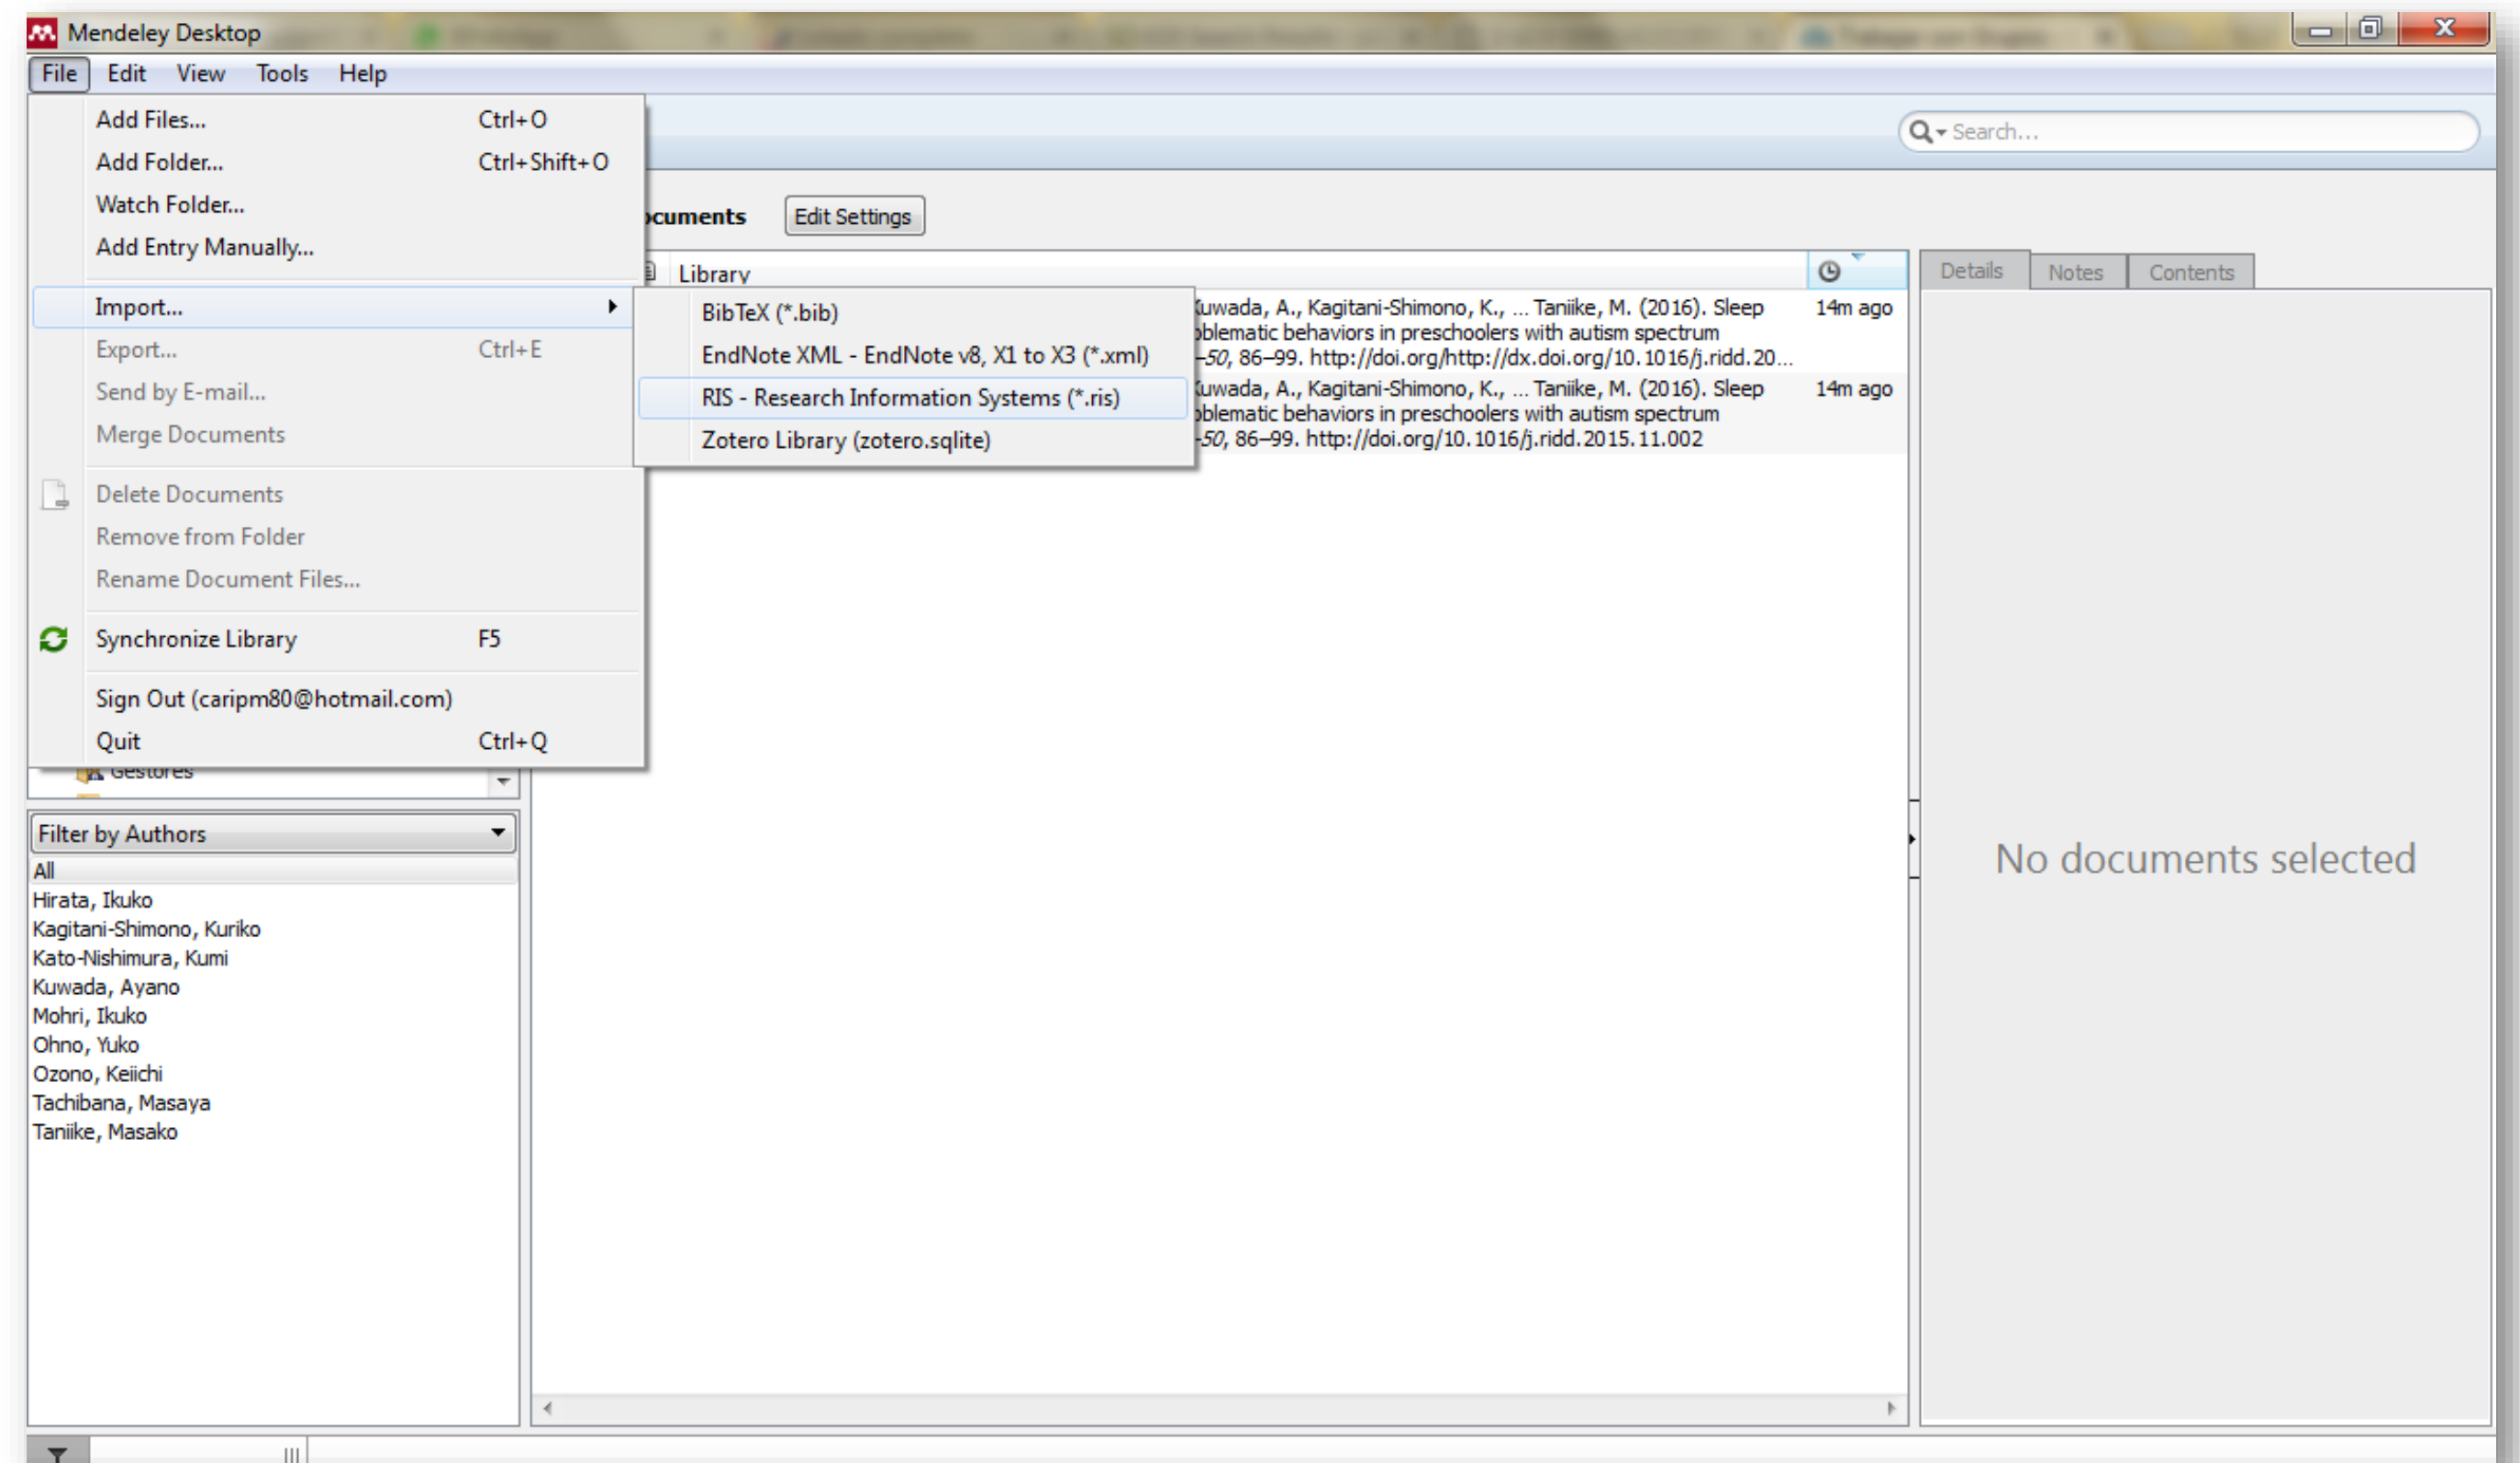 Mendeley Desktop
File Edit View Tools Help
Add Files... Ctrl+O
Add Folder... Ctrl+Shift+O
Watch Folder...
Add Entry Manually...
Import...
Export... Ctrl+E
Send by E-mail...
Merge Documents
Delete Documents
Remove from Folder
Rename Document Files...
Synchronize Library F5
Sign Out (caripm80@hotmail.com)
Quit Ctrl+Q
BibTeX (*.bib)
EndNote XML - EndNote v8, X1 to X3 (*.xml)
RIS - Research Information Systems (*.ris)
Zotero Library (zotero.sqlite)
Search...
ocuments Edit Settings
Library
Kuwada, A., Kagitani-Shimono, K., ... Taniike, M. (2016). Sleep 14m ago
oblematic behaviors in preschoolers with autism spectrum
–50, 86–99. http://doi.org/http://dx.doi.org/10.1016/j.ridd.20...
Kuwada, A., Kagitani-Shimono, K., ... Taniike, M. (2016). Sleep 14m ago
oblematic behaviors in preschoolers with autism spectrum
-50, 86–99. http://doi.org/10.1016/j.ridd.2015.11.002
Details Notes Contents
No documents selected
Gestores
Filter by Authors
All
Hirata, Ikuko
Kagitani-Shimono, Kuriko
Kato-Nishimura, Kumi
Kuwada, Ayano
Mohri, Ikuko
Ohno, Yuko
Ozono, Keiichi
Tachibana, Masaya
Taniike, Masako